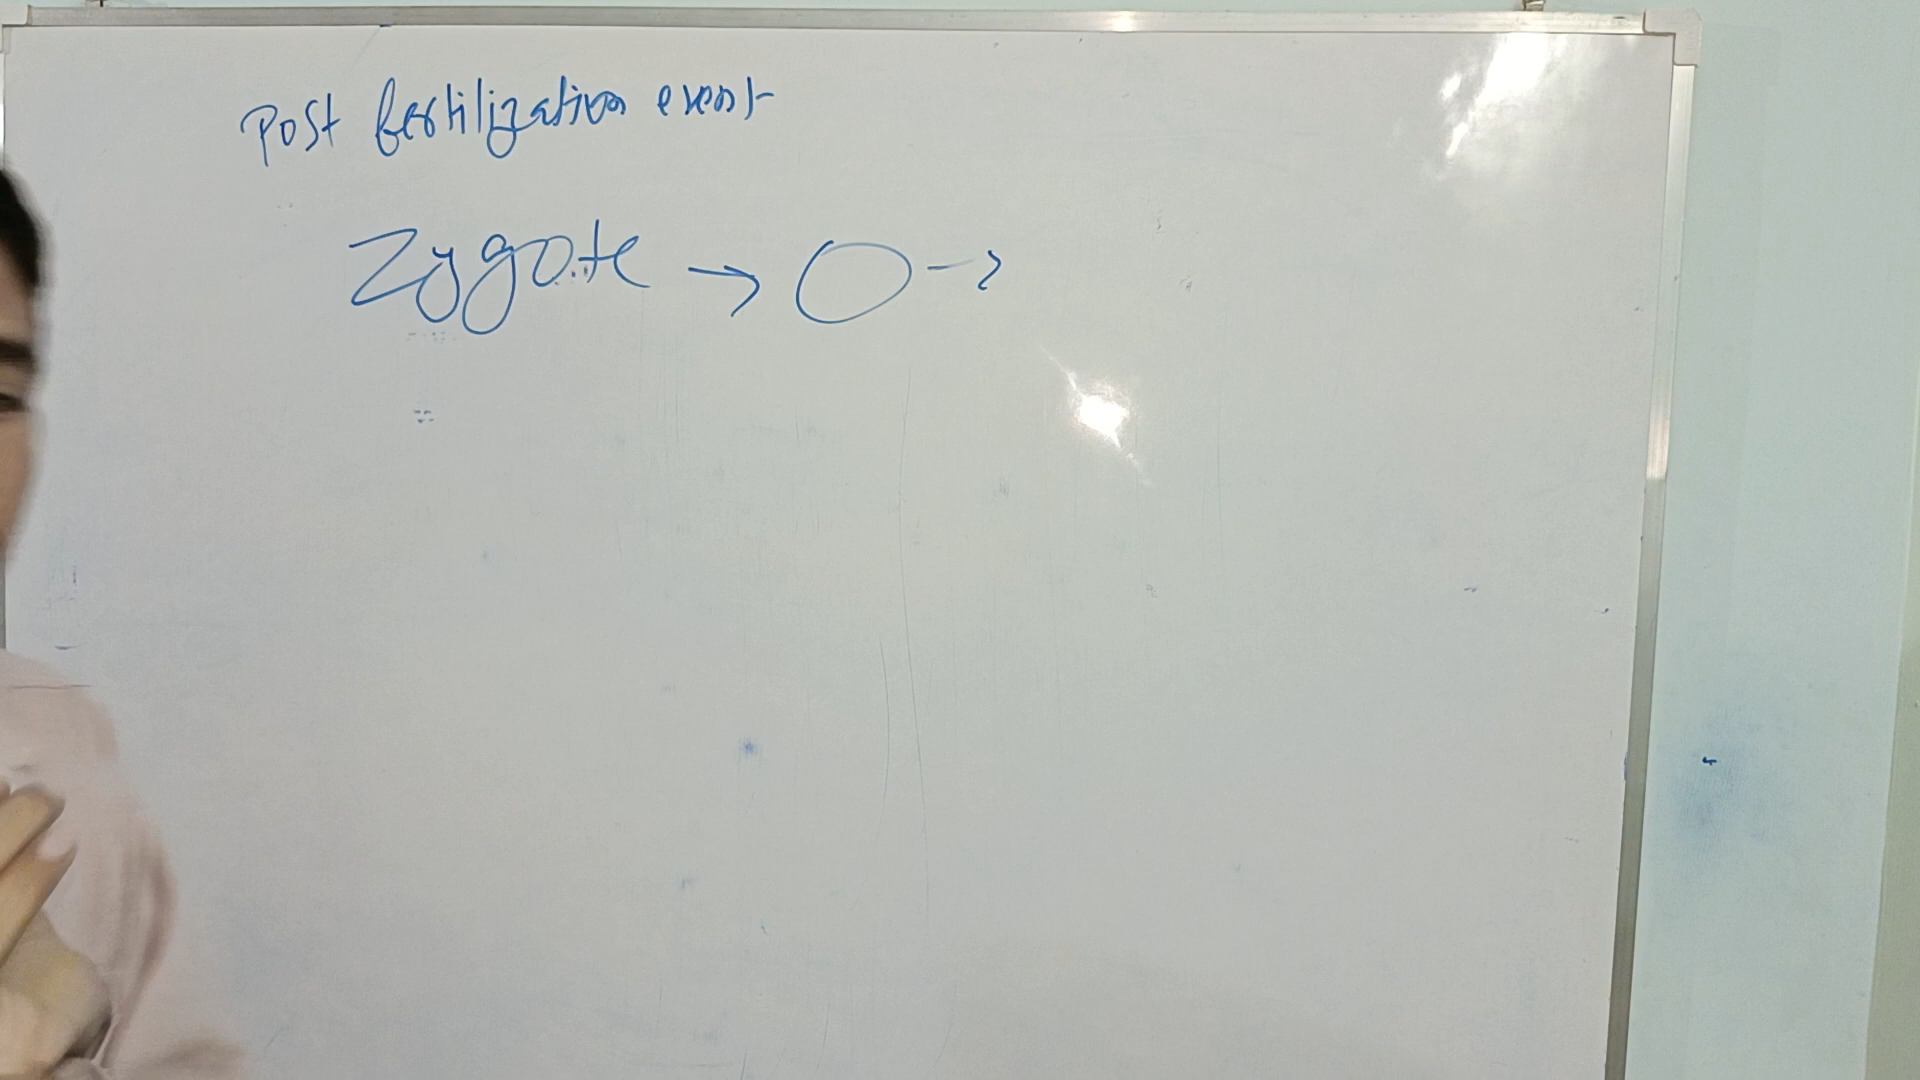 Post fertilization event
Zygote → O →